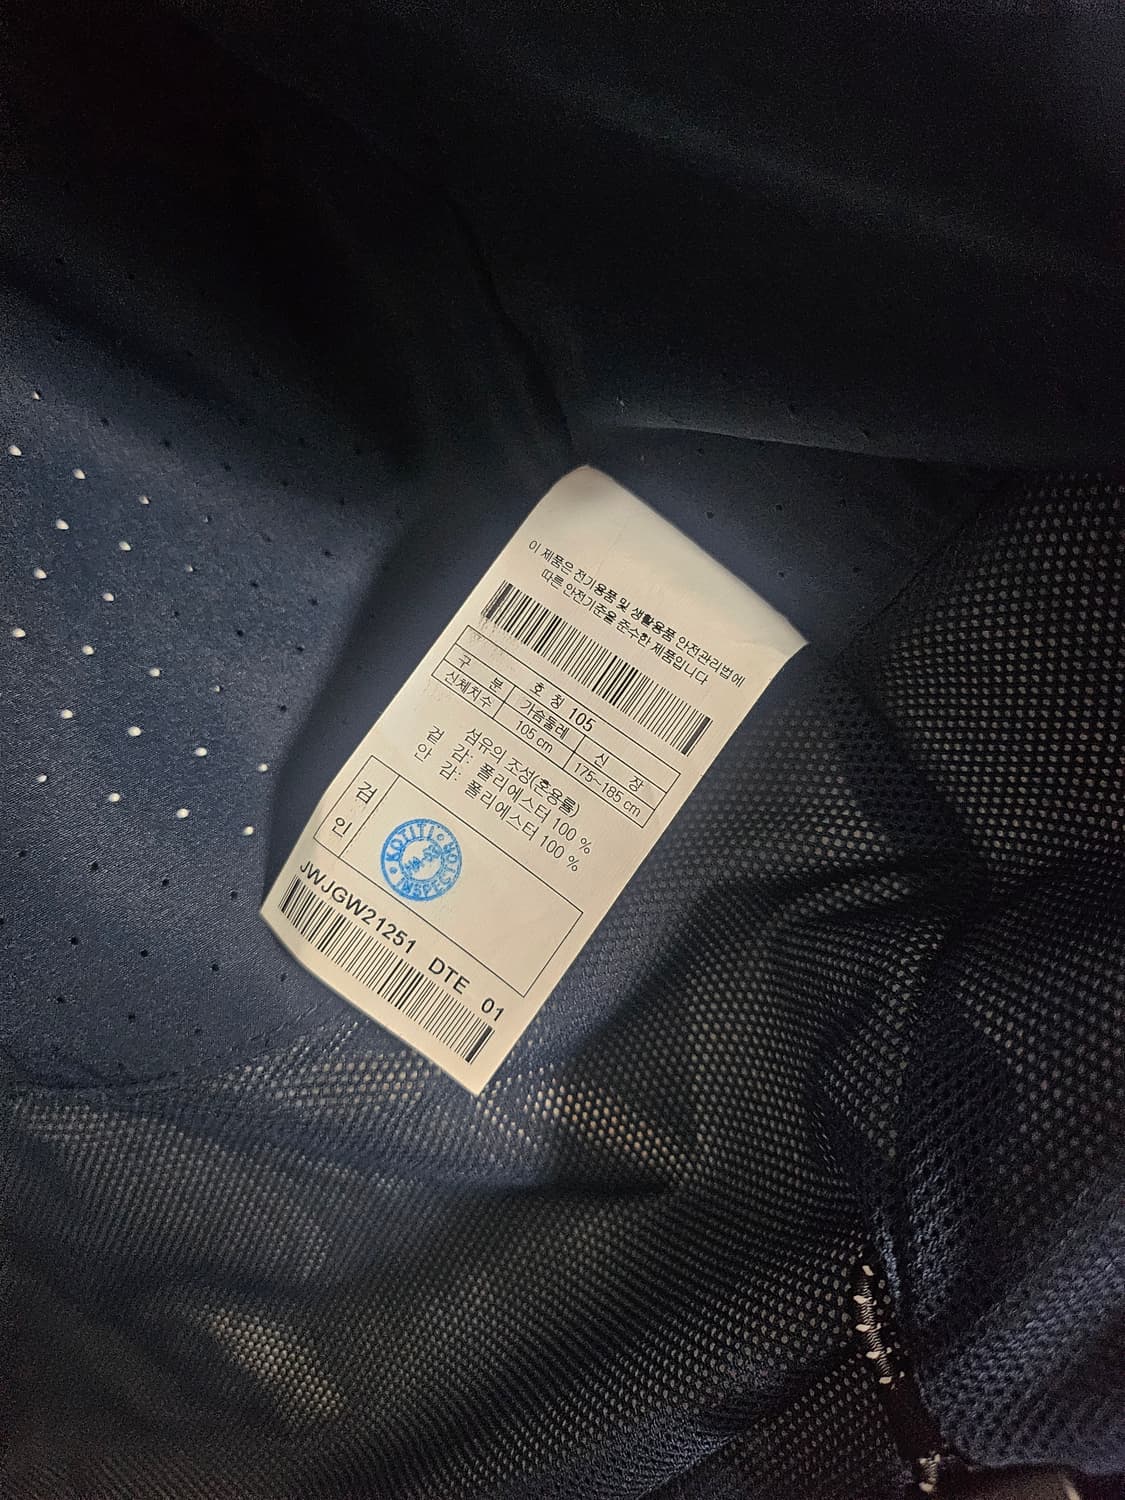 이 제품은 전기용품 및 생활용품 안전관리법에
따른 안전기준을 준수한 제품입니다
구 분 호 칭 105
신체치수 가슴둘레 신 장
105 cm 175~185 cm
섬유의 조성(혼용률)
겉 감: 폴리에스터 100 %
안 감: 폴리에스터 100 %
검
인
KOTITI
INSPEC
JWJGW21251 DTE 01